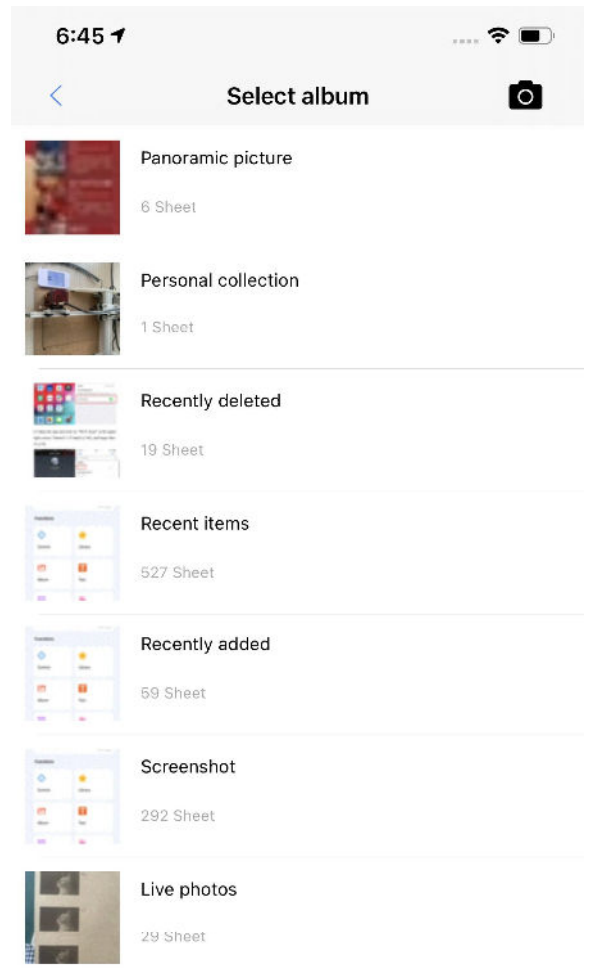 6:45
Select album
Panoramic picture
6 Sheet
Personal collection
1 Sheet
Recently deleted
19 Sheet
Recent items
527 Sheet
Recently added
59 Sheet
Screenshot
292 Sheet
Live photos
29 Sheet